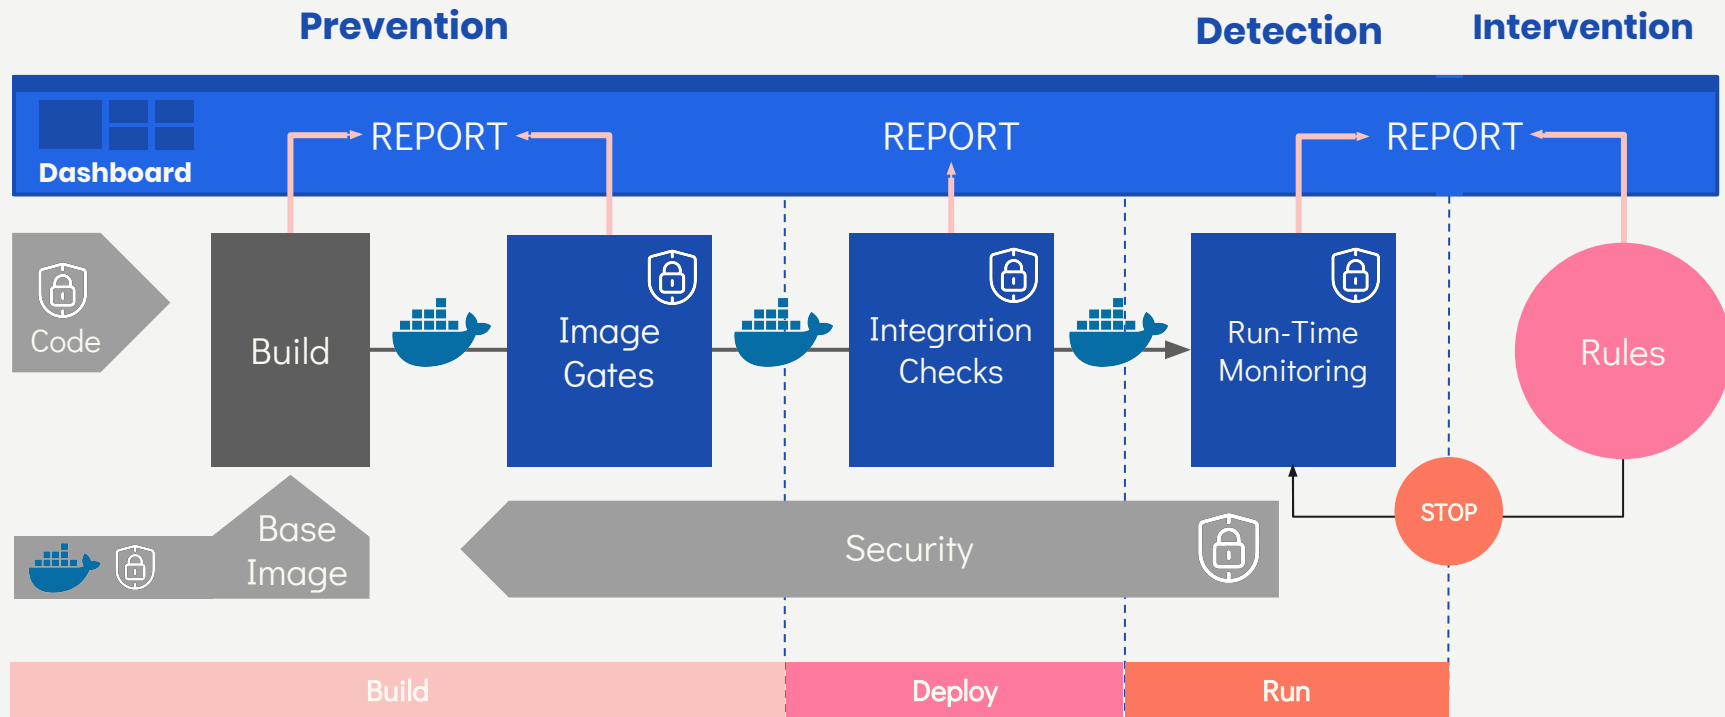 Prevention
Detection
Intervention
REPORT
REPORT
REPORT
Dashboard
Code
Build
Image
Gates
Integration
Checks
Run-Time
Monitoring
Rules
Base
Image
Security
STOP
Build
Deploy
Run